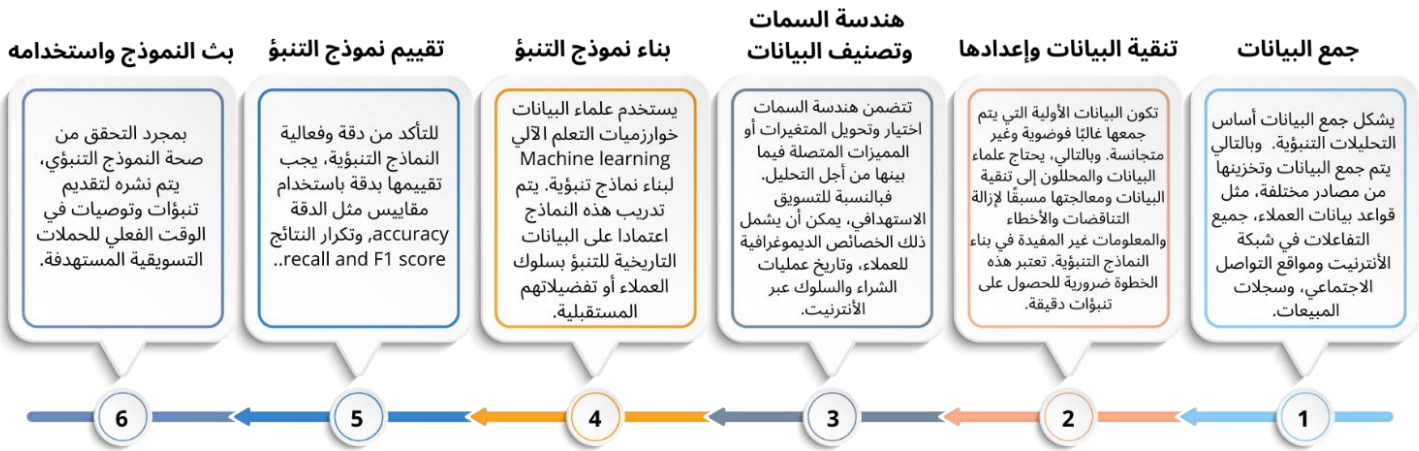 جمع البيانات
يشكل جمع البيانات أساس
التحليلات التنبؤية. وبالتالي
يتم جمع البيانات وتخزينها
من مصادر مختلفة، مثل
قواعد بيانات العملاء، جميع
التفاعلات في شبكة
الأنترنيت ومواقع التواصل
الاجتماعي، وسجلات
المبيعات.
1
تنقية البيانات وإعدادها
تكون البيانات الأولية التي يتم
جمعها غالبًا فوضوية وغير
متجانسة. وبالتالي، يحتاج علماء
البيانات والمحللون إلى تنقية
البيانات ومعالجتها مسبقًا لإزالة
التناقضات والأخطاء
والمعلومات غير المفيدة في بناء
النماذج التنبؤية. تعتبر هذه
الخطوة ضرورية للحصول على
تنبؤات دقيقة.
2
هندسة السمات
وتصنيف البيانات
تتضمن هندسة السمات
اختيار وتحويل المتغيرات أو
المميزات المتصلة فيما
بينها من أجل التحليل.
فبالنسبة للتسويق
الاستهدافي، يمكن أن يشمل
ذلك الخصائص الديموغرافية
للعملاء، وتاريخ عمليات
الشراء والسلوك عبر
الأنترنيت.
3
بناء نموذج التنبؤ
يستخدم علماء البيانات
خوارزميات التعلم الآلي
Machine learning
لبناء نماذج تنبؤية. يتم
تدريب هذه النماذج
اعتمادا على البيانات
التاريخية للتنبؤ بسلوك
العملاء أو تفضيلاتهم
المستقبلية.
4
تقييم نموذج التنبؤ
للتأكد من دقة وفعالية
النماذج التنبؤية، يجب
تقييمها بدقة باستخدام
مقاييس مثل الدقة
accuracy, وتكرار النتائج
recall and F1 score..
5
بث النموذج واستخدامه
بمجرد التحقق من
صحة النموذج التنبؤي،
يتم نشره لتقديم
تنبؤات وتوصيات في
الوقت الفعلي للحملات
التسويقية المستهدفة.
6